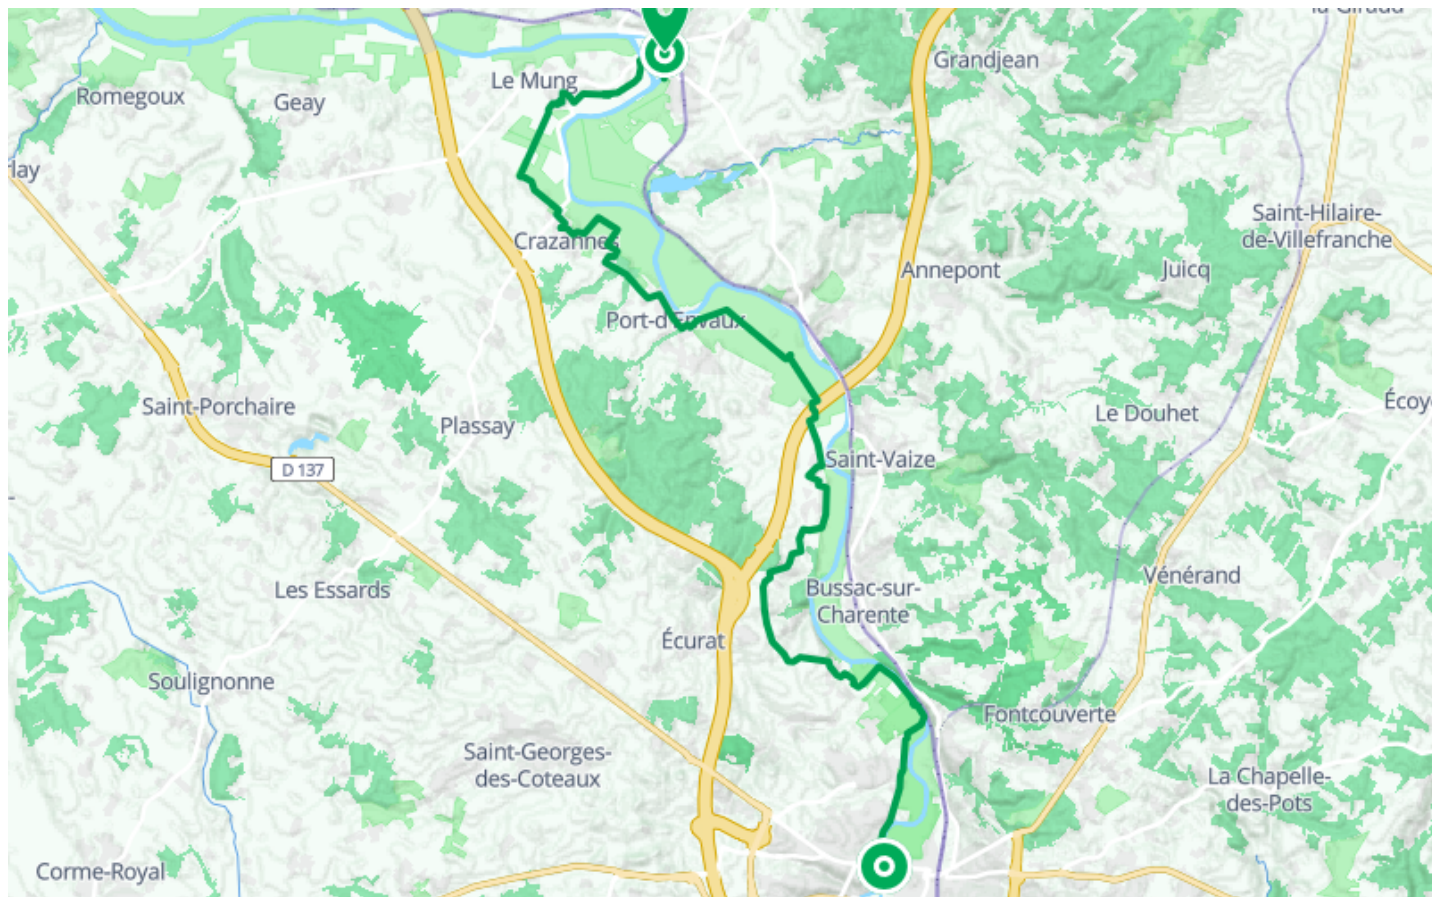 Grandjean
Le Mung
Romegoux
Geay
Saint-Hilaire-
de-Villefranche
Crazannes
Annepont
Juicq
Port-d'Envaux
Saint-Porchaire
Écoy
Le Douhet
Plassay
Saint-Vaize
D 137
Vénérand
Les Essards
Bussac-sur-
Charente
Écurat
Soulignonne
Fontcouverte
Saint-Georges-
des-Coteaux
La Chapelle-
des-Pots
Corme-Royal